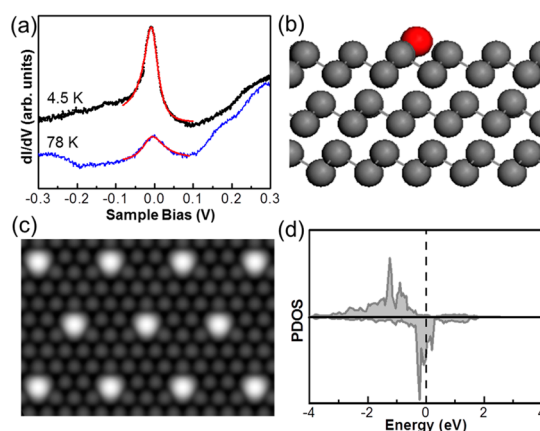 (a)
dI/dV (arb. units)
4.5 K
78 K
-0.3 -0.2 -0.1 0.0 0.1 0.2 0.3
Sample Bias (V)
(b)
(c)
(d)
PDOS
-4 -2 0 2 4
Energy (eV)